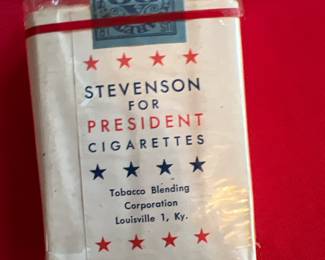 STEVENSON
FOR
PRESIDENT
CIGARETTES
Tobacco Blending
Corporation
Louisville 1, Ky.